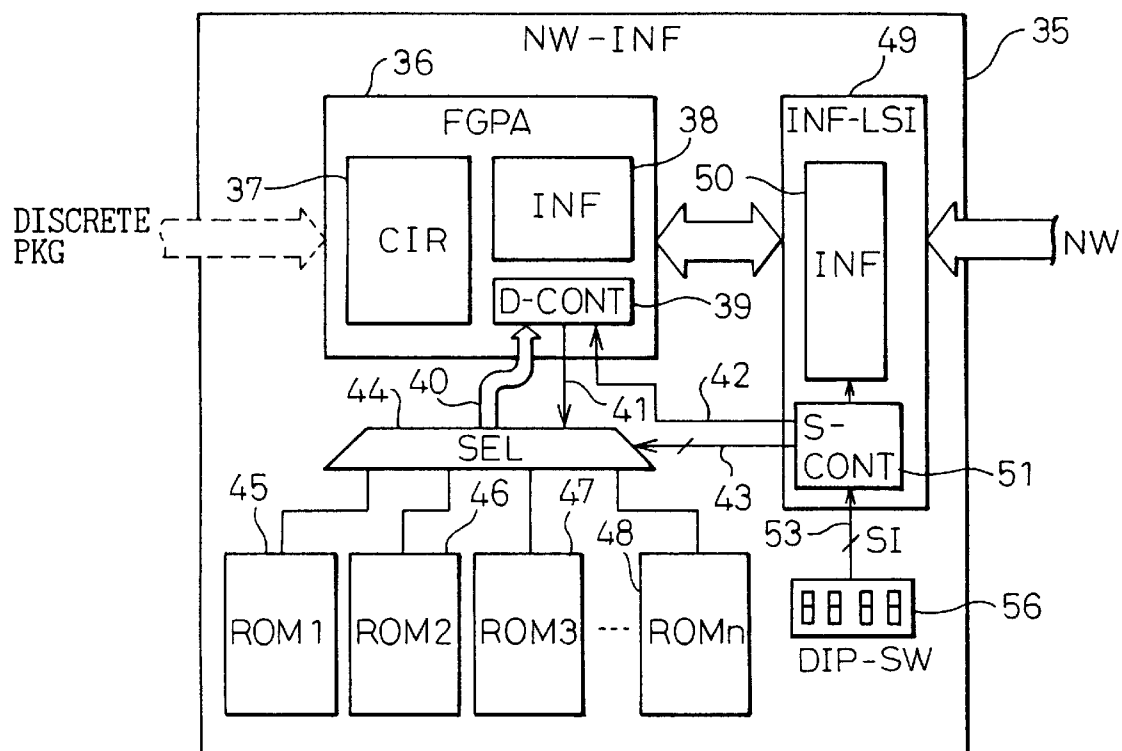 NW-INF
35
36
49
FGPA
38
INF-LSI
37
50
INF
CIR
INF
DISCRETE
PKG
NW
D-CONT
39
40
41
42
44
SEL
43
S-
CONT
51
45
46
47
48
53
SI
ROM1
ROM2
ROM3
ROMn
56
DIP-SW